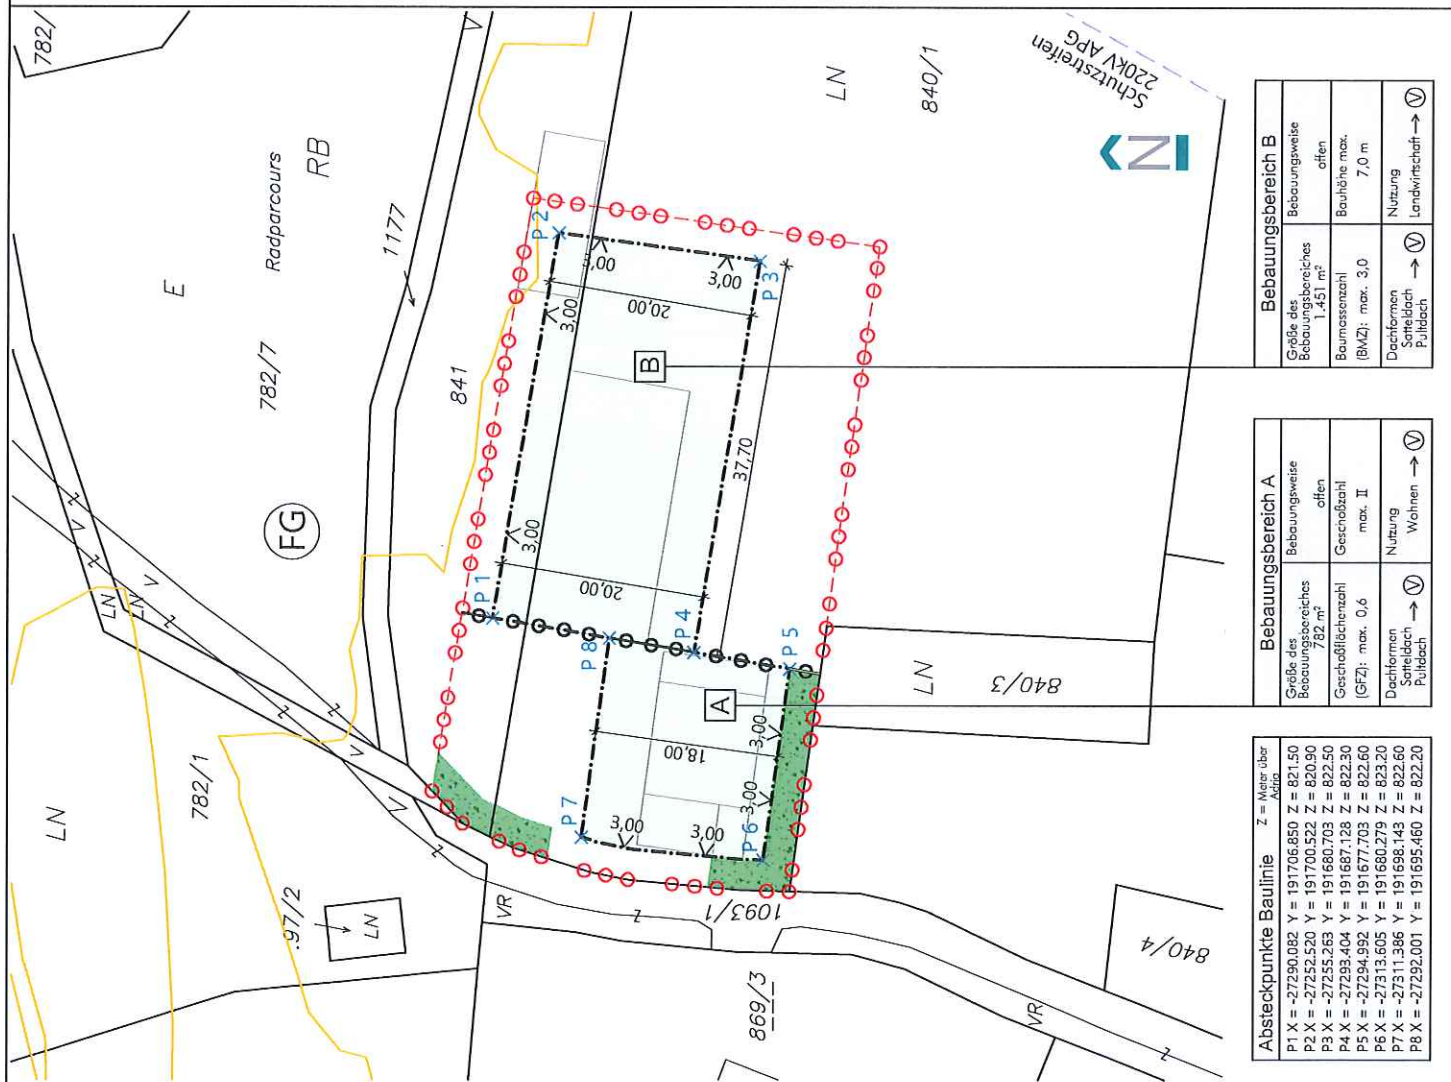 782/
V
E
Radparcours
RB
1177
782/7
841
FG
LN
840/1
Schutzstreifen
220kV APG
N
P 2
P 1
P 3
P 4
P 5
P 6
P 7
P 8
3,00
3,00
3,00
3,00
20,00
20,00
37,70
B
A
18,00
3,00
3,00
3,00
3,00
LN
LN
V
V
V
V
Z
Z
Z
Z
Z
Z
Z
LN
782/1
.97/2
LN
VR
1093/1
869/3
VR
840/4
LN
840/3
Absteckpunkte Baulinie
Z = Meter über
Adria
P1 X = -27290.082 Y = 191706.850 Z = 821.50
P2 X = -27252.520 Y = 191700.522 Z = 820.90
P3 X = -27255.263 Y = 191680.703 Z = 822.50
P4 X = -27293.404 Y = 191687.128 Z = 822.30
P5 X = -27294.992 Y = 191677.703 Z = 822.60
P6 X = -27313.605 Y = 191680.279 Z = 823.20
P7 X = -27311.386 Y = 191698.143 Z = 822.60
P8 X = -27292.001 Y = 191695.460 Z = 822.20
Bebauungsbereich A
Größe des
Bebauungsbereiches
782 m²
Bebauungsweise
offen
Geschoßflächenzahl
(GFZ): max. 0,6
Geschoßzahl
max. II
Dachformen
Satteldach
Pultdach
V
Nutzung
Wohnen
V
Bebauungsbereich B
Größe des
Bebauungsbereiches
1.451 m²
Bebauungsweise
offen
Baumassenzahl
(BMZ): max. 3,0
Bauhöhe max.
7,0 m
Dachformen
Satteldach
Pultdach
V
Nutzung
Landwirtschaft
V